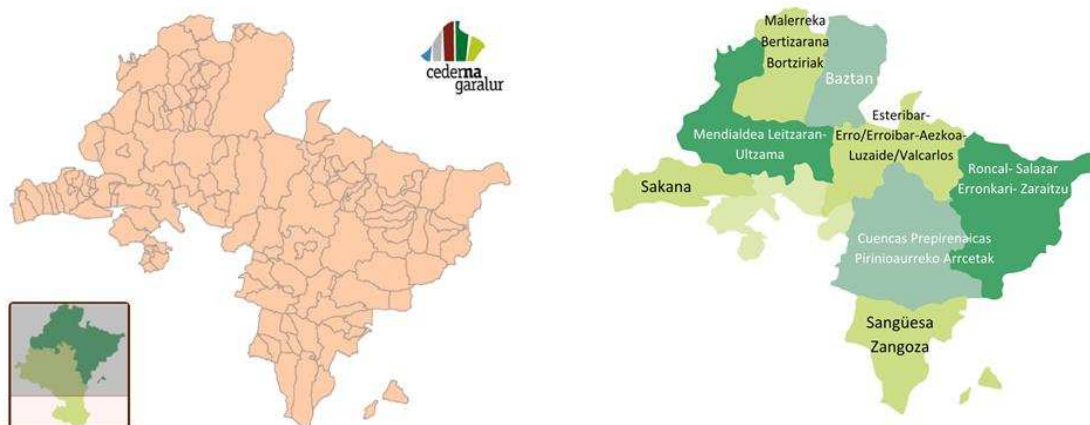 cederna
garalur
Malerreka
Bertizarana
Bortziriak
Baztan
Esteribar-
Erro/Erroibar-Aezkoa-
Luzaide/Valcarlos
Mendialdea Leitzaran-
Ultzama
Roncal- Salazar
Erronkari- Zaraitzu
Sakana
Cuencas Prepirenaicas
Pirinioaurreko Arrcetak
Sangüesa
Zangoza